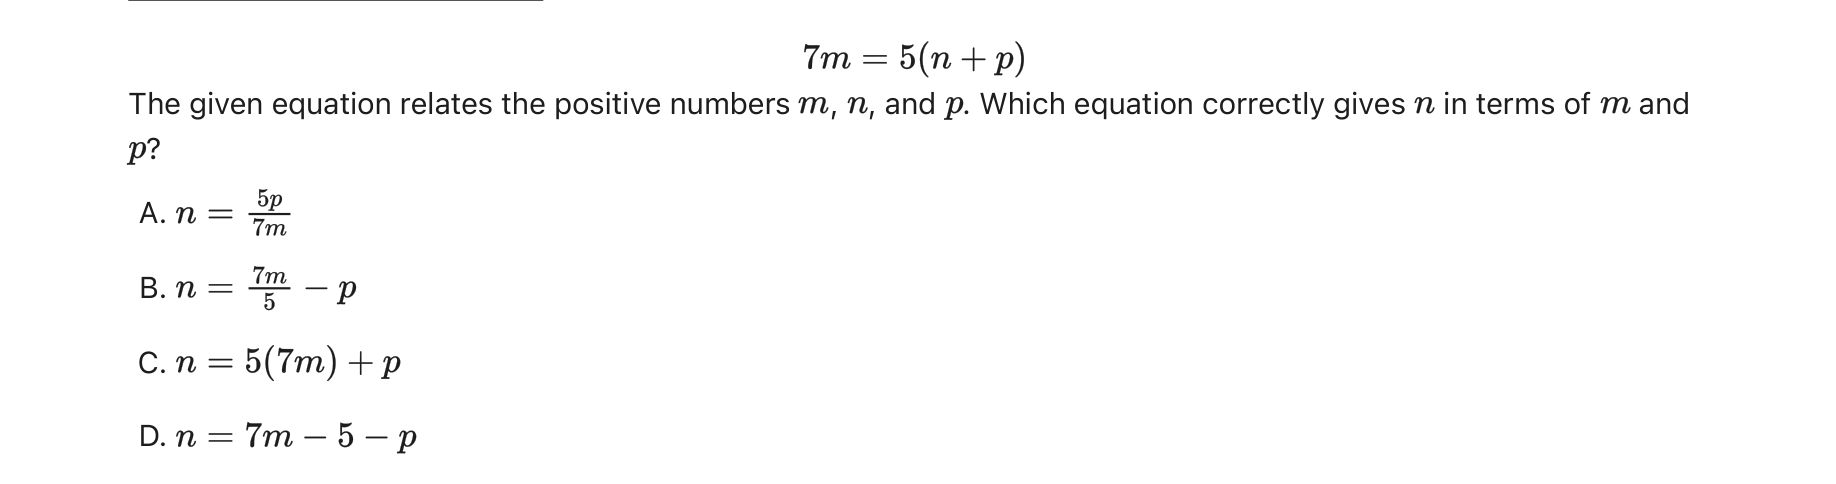 7m = 5(n + p)
The given equation relates the positive numbers m, n, and p. Which equation correctly gives n in terms of m and
p?
A. n = \frac{5p}{7m}
B. n = \frac{7m}{5} − p
C. n = 5(7m) + p
D. n = 7m − 5 − p